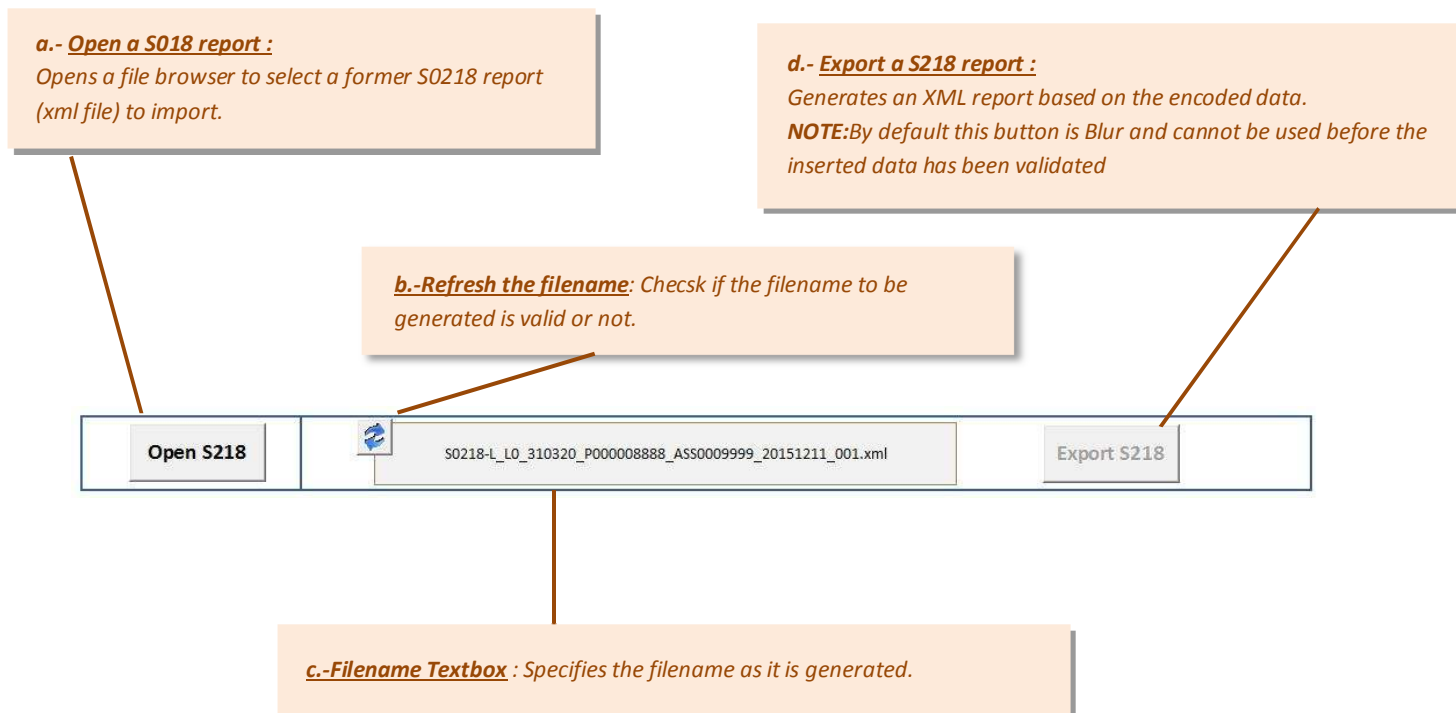 a.- Open a S018 report :
Opens a file browser to select a former S0218 report
(xml file) to import.
d.- Export a S218 report :
Generates an XML report based on the encoded data.
NOTE:By default this button is Blur and cannot be used before the
inserted data has been validated
b.-Refresh the filename: Checsk if the filename to be
generated is valid or not.
Open S218
S0218-L_L0_310320_P000008888_ASS0009999_20151211_001.xml
Export S218
c.-Filename Textbox : Specifies the filename as it is generated.